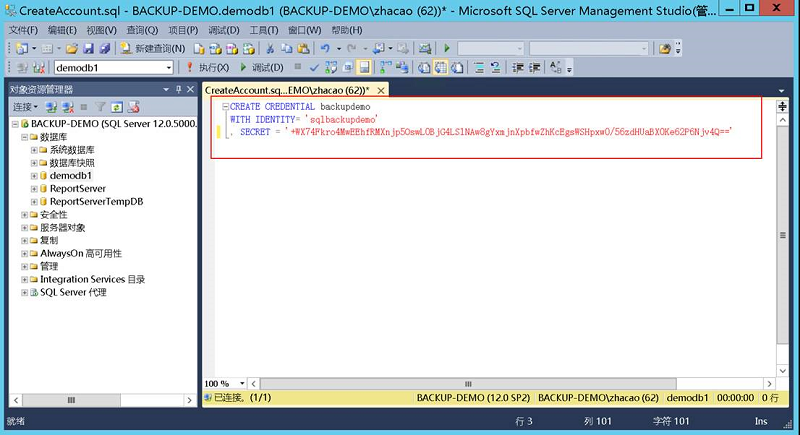 CreateAccount.sql - BACKUP-DEMO.demodb1 (BACKUP-DEMO\zhacao (62))* - Microsoft SQL Server Management Studio(管...
文件(F) 编辑(E) 视图(V) 查询(Q) 项目(P) 调试(D) 工具(T) 窗口(W) 帮助(H)
新建查询(N)
demodb1 执行(X) 调试(D)
对象资源管理器
连接
BACKUP-DEMO (SQL Server 12.0.5000.
数据库
系统数据库
数据库快照
demodb1
ReportServer
ReportServerTempDB
安全性
服务器对象
复制
AlwaysOn 高可用性
管理
Integration Services 目录
SQL Server 代理
CreateAccount.sq...EMO\zhacao (62))*
CREATE CREDENTIAL backupdemo
WITH IDENTITY= 'sqlbackupdemo'
, SECRET = '+WX74Fkro4MwEEhfRMXnjp5OswLOBjG4LSlNAw8gYxmjnXpbfwZhKcEgsWSHpxwO/56zdHUaBXOKe62P6Njv4Q=='
100 %
已连接。(1/1) BACKUP-DEMO (12.0 SP2) BACKUP-DEMO\zhacao (62) demodb1 00:00:00 0 行
就绪 行 3 列 101 字符 101 Ins